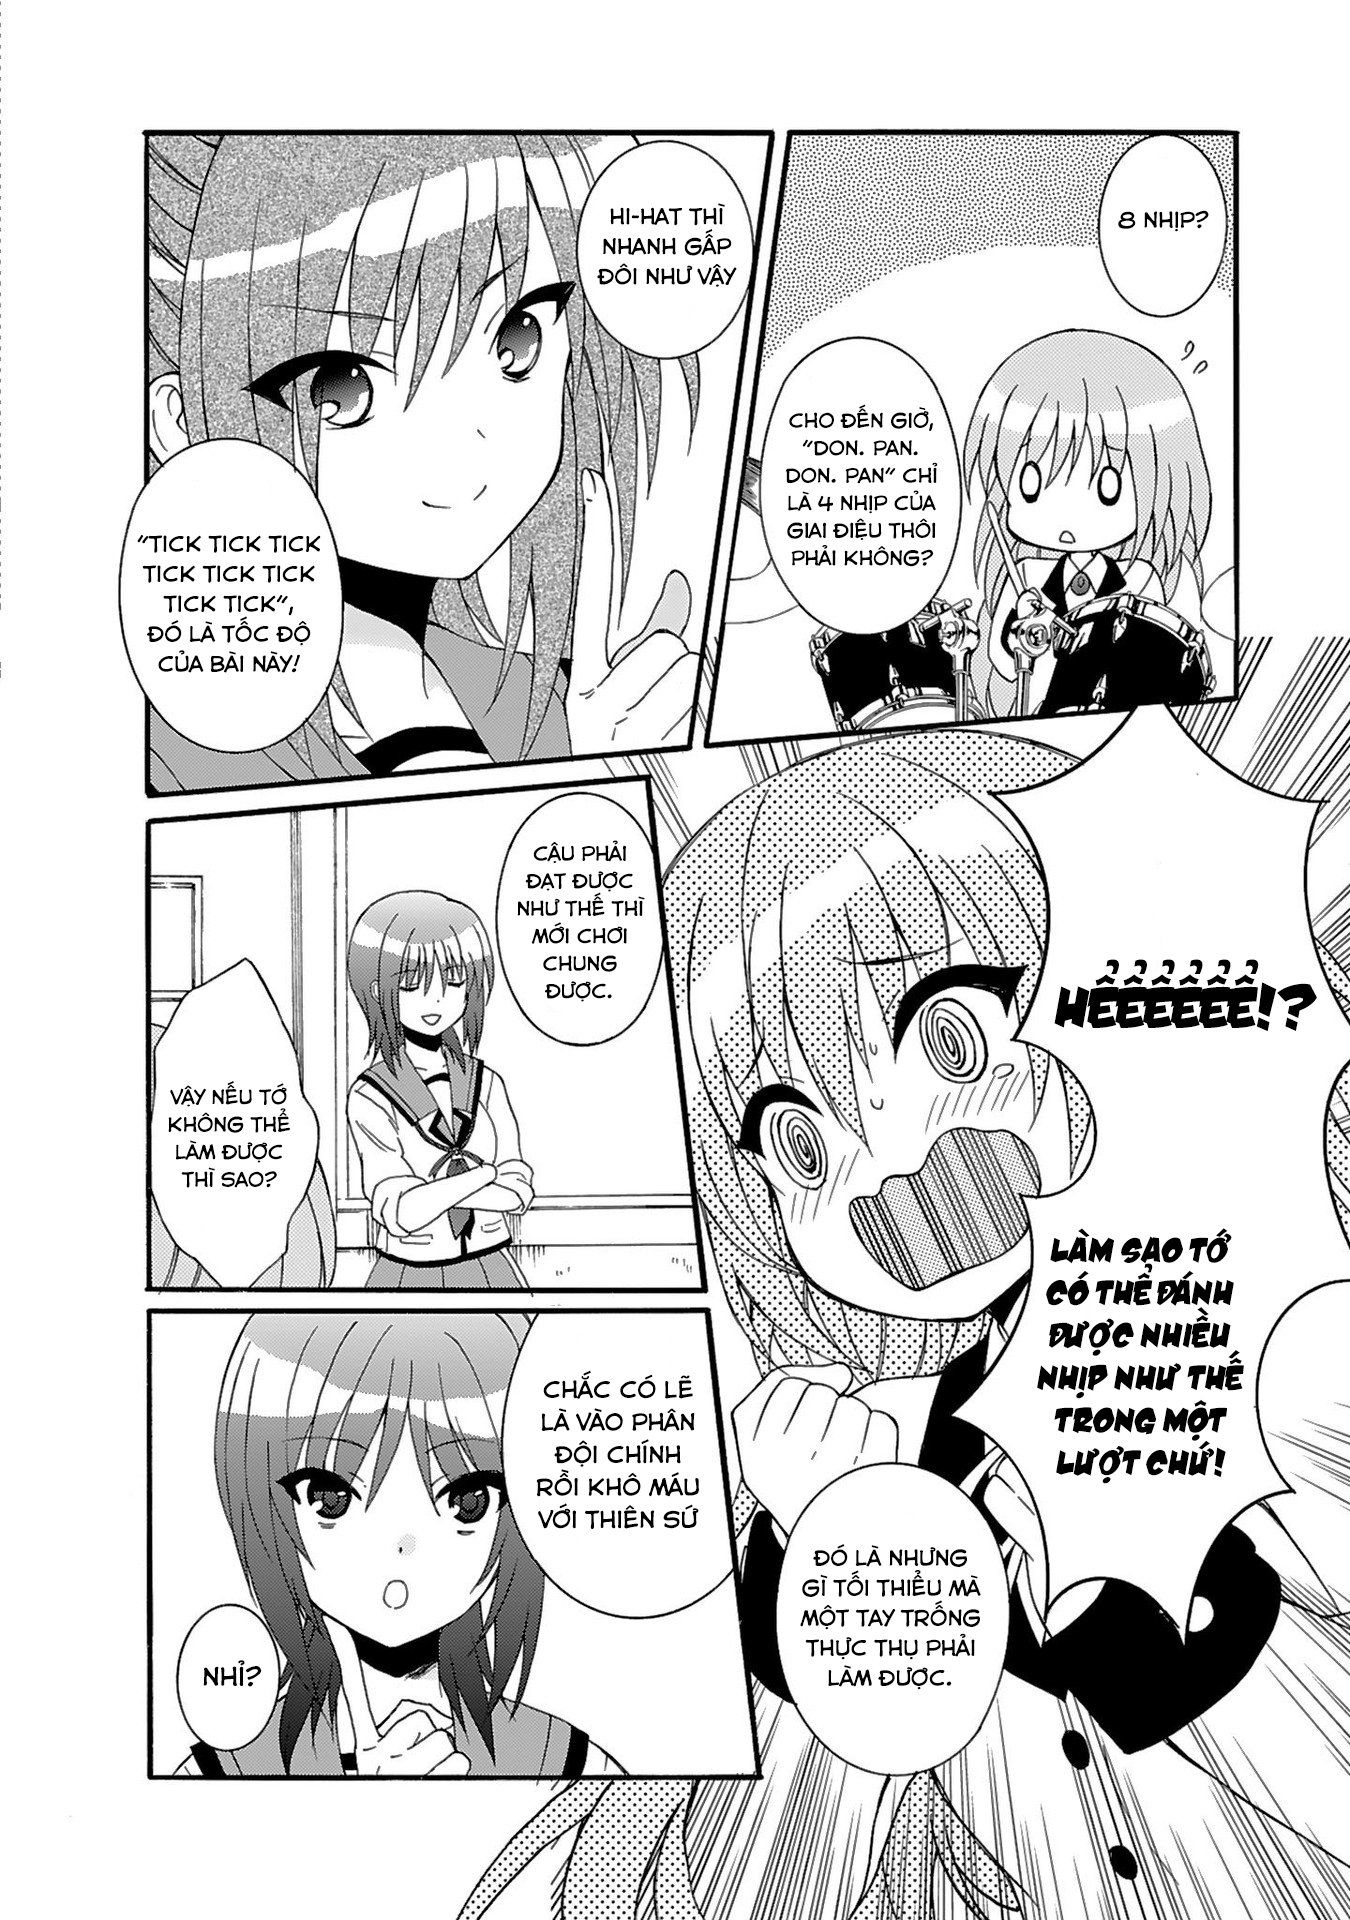 8 NHỊP?
CHO ĐẾN GIỜ,
"DON. PAN.
DON. PAN" CHỈ
LÀ 4 NHỊP CỦA
GIAI ĐIỆU THÔI
PHẢI KHÔNG?
HI-HAT THÌ
NHANH GẤP
ĐÔI NHƯ VẬY
"TICK TICK TICK
TICK TICK TICK
TICK TICK",
ĐÓ LÀ TỐC ĐỘ
CỦA BÀI NÀY!
HẺẺẺẺẺẺ!?
LÀM SAO TỚ
CÓ THỂ ĐÁNH
ĐƯỢC NHIỀU
NHỊP NHƯ THẾ
TRONG MỘT
LƯỢT CHỨ!
ĐÓ LÀ NHƯNG
GÌ TỐI THIỂU MÀ
MỘT TAY TRỐNG
THỰC THỤ PHẢI
LÀM ĐƯỢC.
CẬU PHẢI
ĐẠT ĐƯỢC
NHƯ THẾ THÌ
MỚI CHƠI
CHUNG
ĐƯỢC.
VẬY NẾU TỚ
KHÔNG THỂ
LÀM ĐƯỢC
THÌ SAO?
CHẮC CÓ LẼ
LÀ VÀO PHÂN
ĐỘI CHÍNH
RỒI KHÔ MÁU
VỚI THIÊN SỨ
NHỈ?